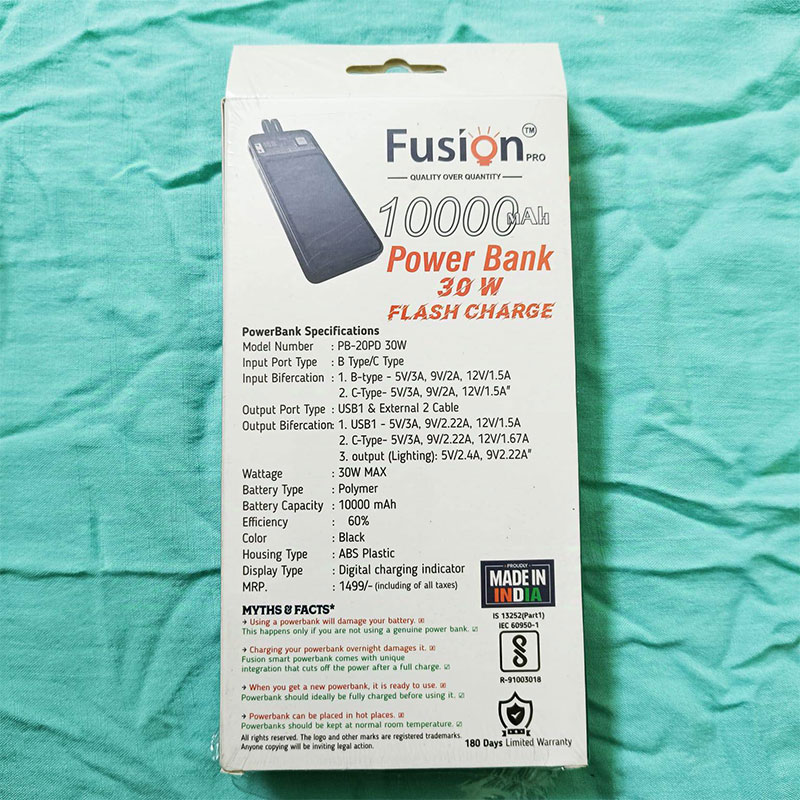 Fusion™ PRO
QUALITY OVER QUANTITY
10000 mAh
Power Bank
30 W
FLASH CHARGE
PowerBank Specifications
Model Number : PB-20PD 30W
Input Port Type : B Type/C Type
Input Bifercation : 1. B-type - 5V/3A, 9V/2A, 12V/1.5A
2. C-Type- 5V/3A, 9V/2A, 12V/1.5A"
Output Port Type : USB1 & External 2 Cable
Output Bifercation: 1. USB1 - 5V/3A, 9V/2.22A, 12V/1.5A
2. C-Type- 5V/3A, 9V/2.22A, 12V/1.67A
3. output (Lighting): 5V/2.4A, 9V2.22A"
Wattage : 30W MAX
Battery Type : Polymer
Battery Capacity : 10000 mAh
Efficiency : 60%
Color : Black
Housing Type : ABS Plastic
Display Type : Digital charging indicator
MRP. : 1499/- (including of all taxes)
PROUDLY
MADE IN
INDIA
IS 13252(Part1)
IEC 60950-1
R-91003018
180 Days Limited Warranty
MYTHS & FACTS*
→ Using a powerbank will damage your battery. ☒
This happens only if you are not using a genuine power bank. ☑
→ Charging your powerbank overnight damages it. ☒
Fusion smart powerbank comes with unique
integration that cuts off the power after a full charge. ☑
→ When you get a new powerbank, it is ready to use. ☒
Powerbank should ideally be fully charged before using it. ☑
→ Powerbank can be placed in hot places. ☒
Powerbanks should be kept at normal room temperature. ☑
All rights reserved. The logo and other marks are registered trademarks.
Anyone copying will be inviting legal action.